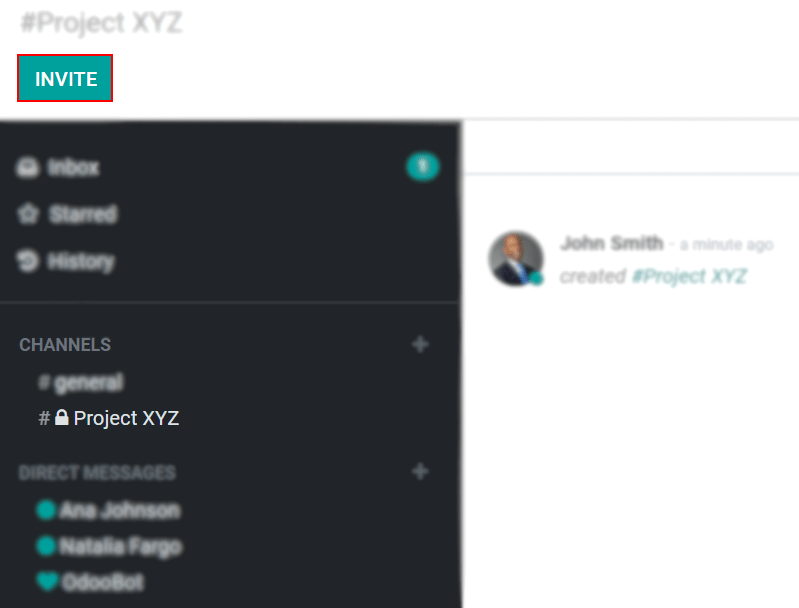 #Project XYZ
INVITE
Inbox
1
Starred
History
CHANNELS
# general
# Project XYZ
DIRECT MESSAGES
Ana Johnson
Natalia Fargo
OdooBot
John Smith - a minute ago
created #Project XYZ